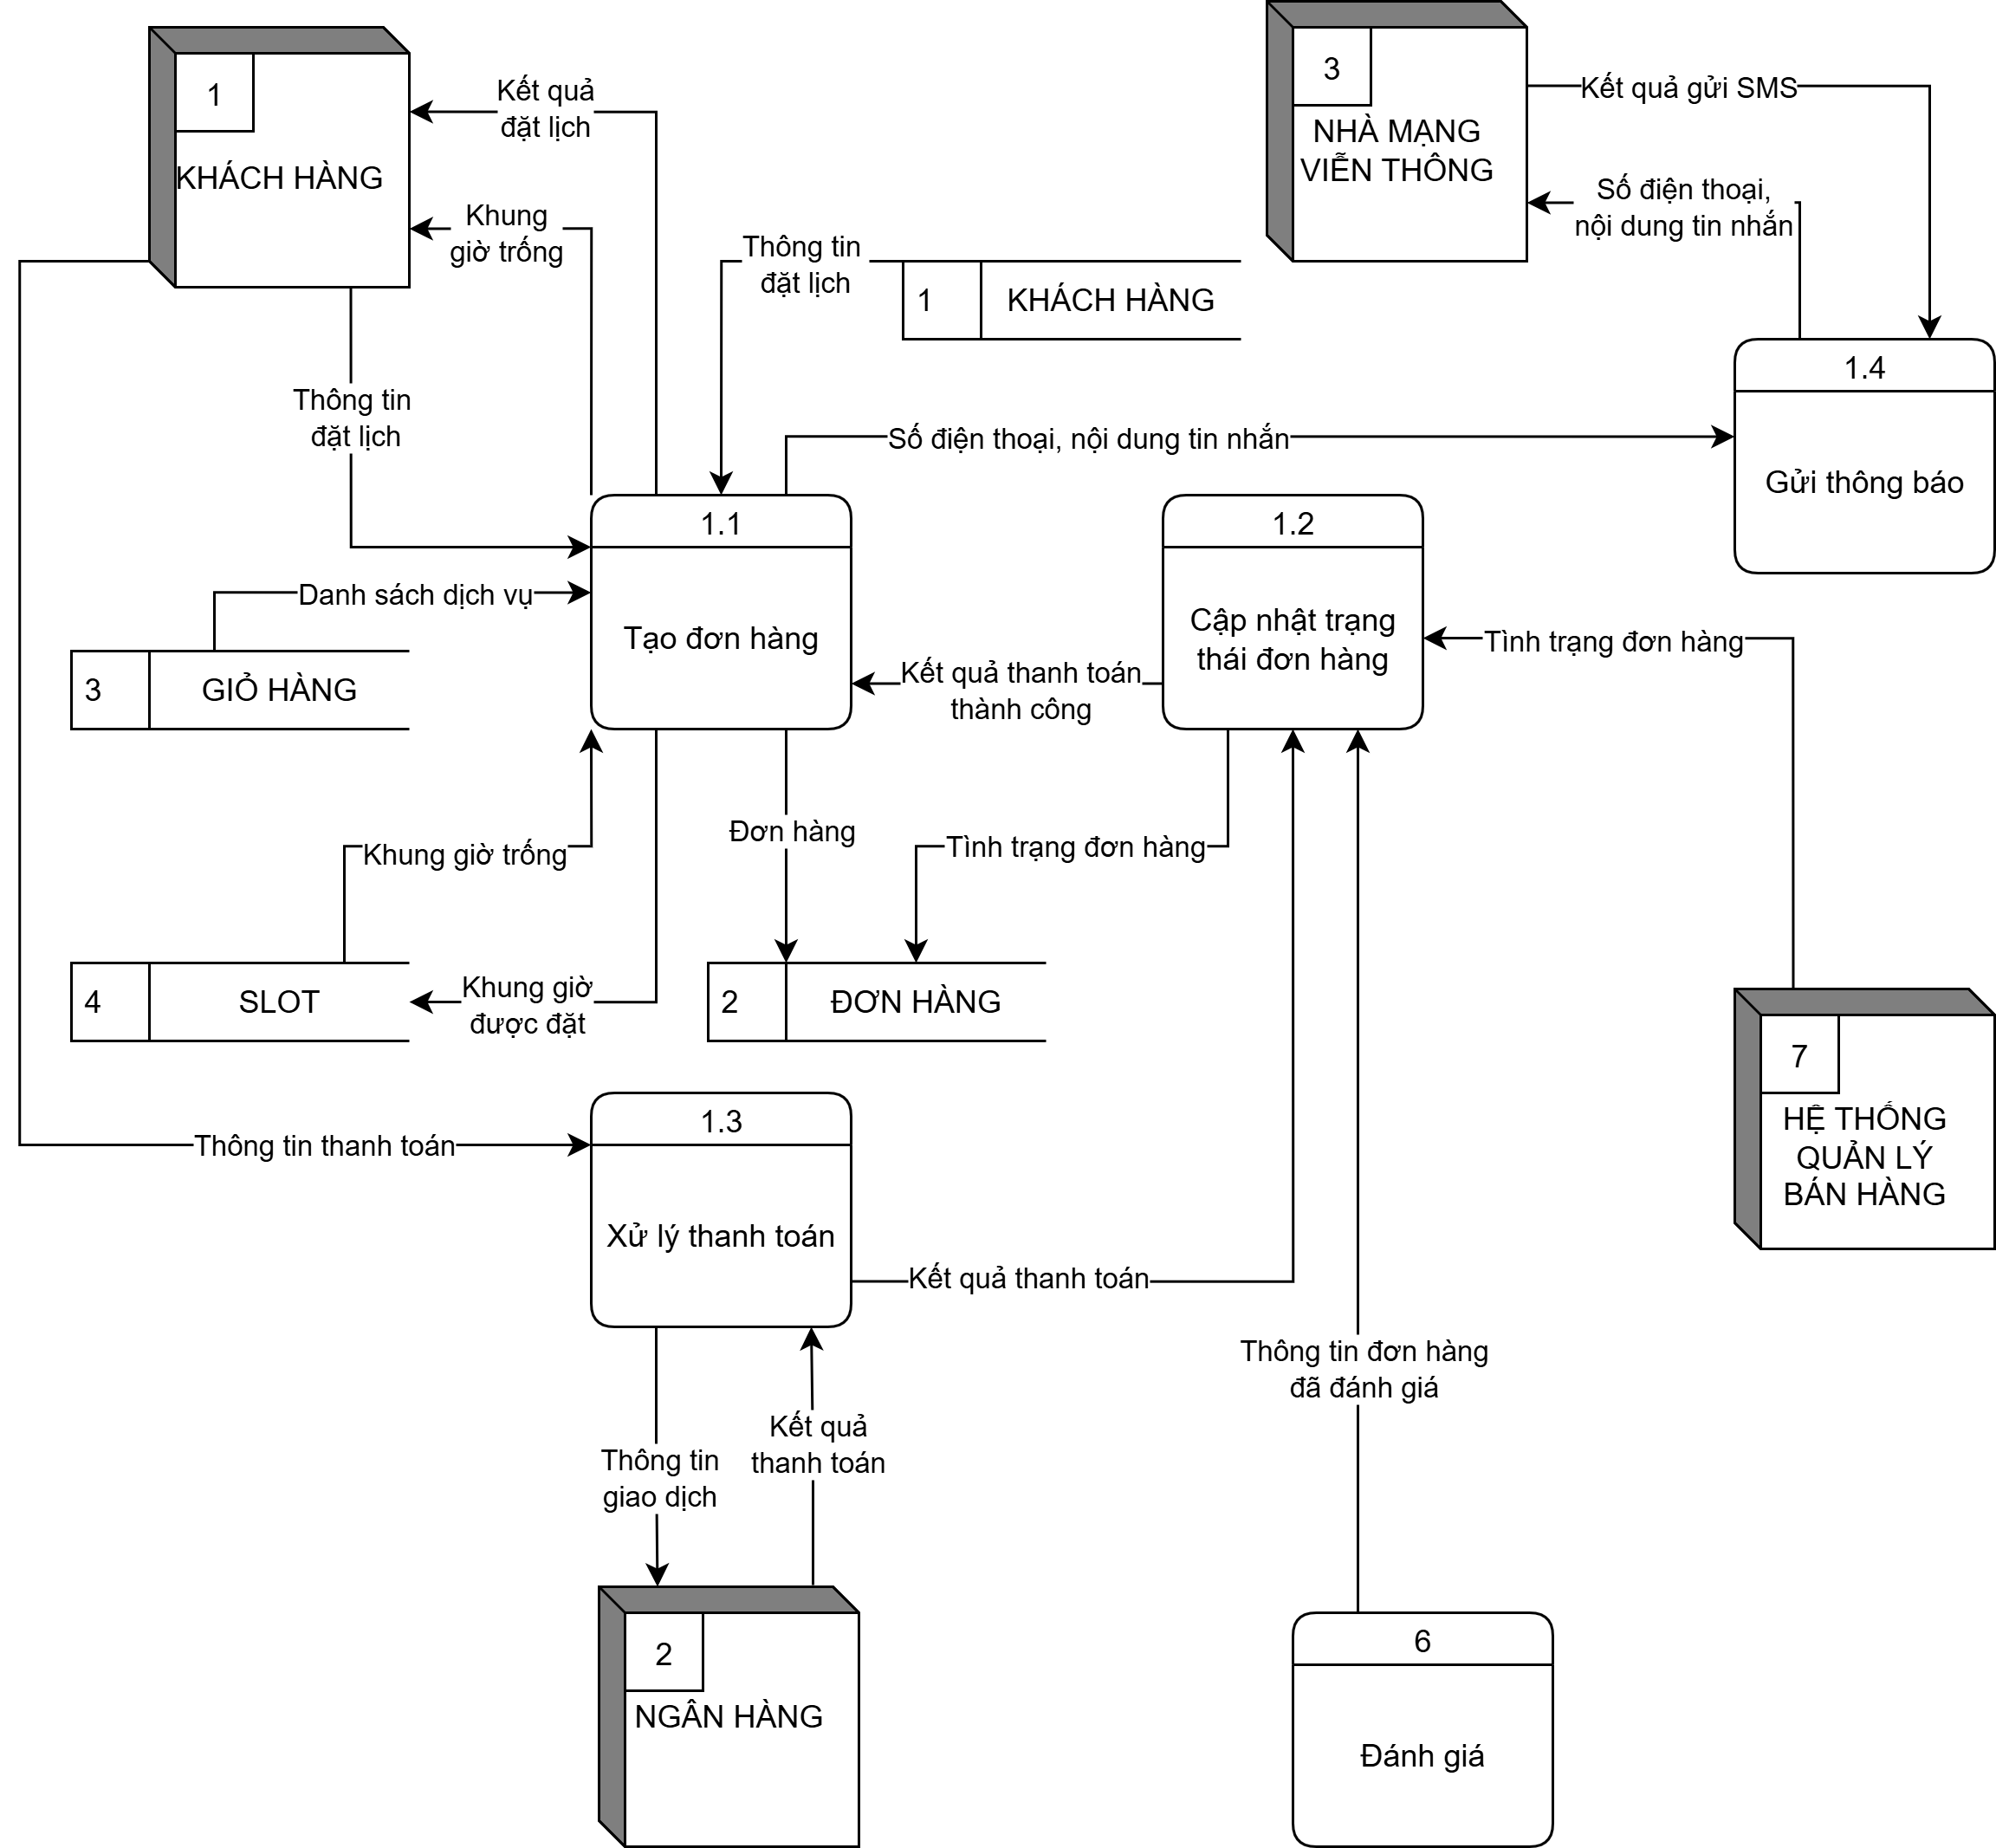 1
KHÁCH HÀNG
Kết quả
đặt lịch
Khung
giờ trống
Thông tin
đặt lịch
3
NHÀ MẠNG
VIỄN THÔNG
Kết quả gửi SMS
Số điện thoại,
nội dung tin nhắn
Thông tin
đặt lịch
1
KHÁCH HÀNG
Số điện thoại, nội dung tin nhắn
1.4
Gửi thông báo
1.1
Tạo đơn hàng
1.2
Cập nhật trạng
thái đơn hàng
Danh sách dịch vụ
3
GIỎ HÀNG
Kết quả thanh toán
thành công
Tình trạng đơn hàng
Khung giờ trống
Đơn hàng
Tình trạng đơn hàng
4
SLOT
Khung giờ
được đặt
2
ĐƠN HÀNG
7
HỆ THỐNG
QUẢN LÝ
BÁN HÀNG
Thông tin thanh toán
1.3
Xử lý thanh toán
Kết quả thanh toán
Thông tin đơn hàng
đã đánh giá
Thông tin
giao dịch
Kết quả
thanh toán
2
NGÂN HÀNG
6
Đánh giá